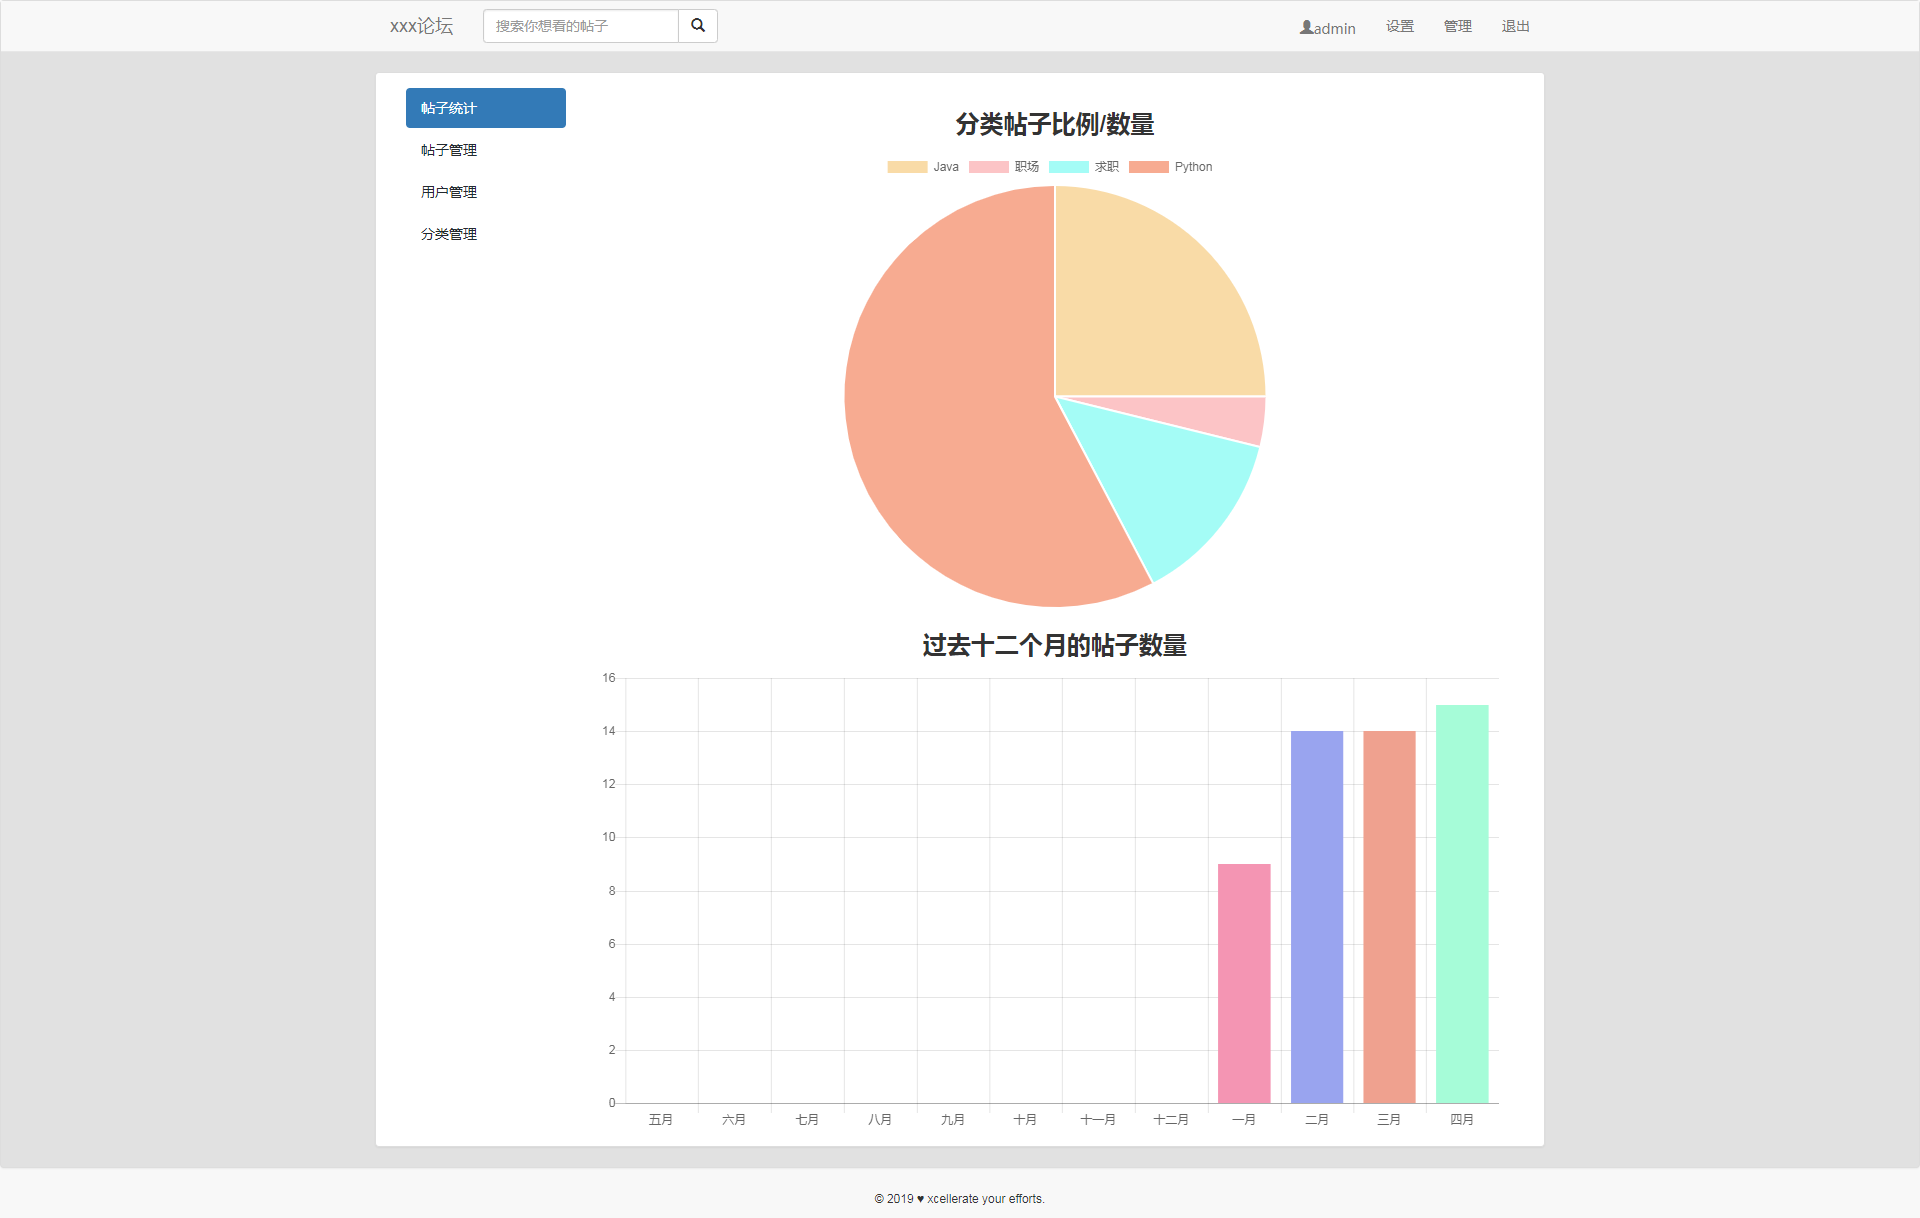 xxx论坛 搜索你想看的帖子 admin 设置 管理 退出
帖子统计
帖子管理
用户管理
分类管理
分类帖子比例/数量
Java 职场 求职 Python
过去十二个月的帖子数量
16
14
12
10
8
6
4
2
0
五月 六月 七月 八月 九月 十月 十一月 十二月 一月 二月 三月 四月
© 2019 ♥ xcellerate your efforts.